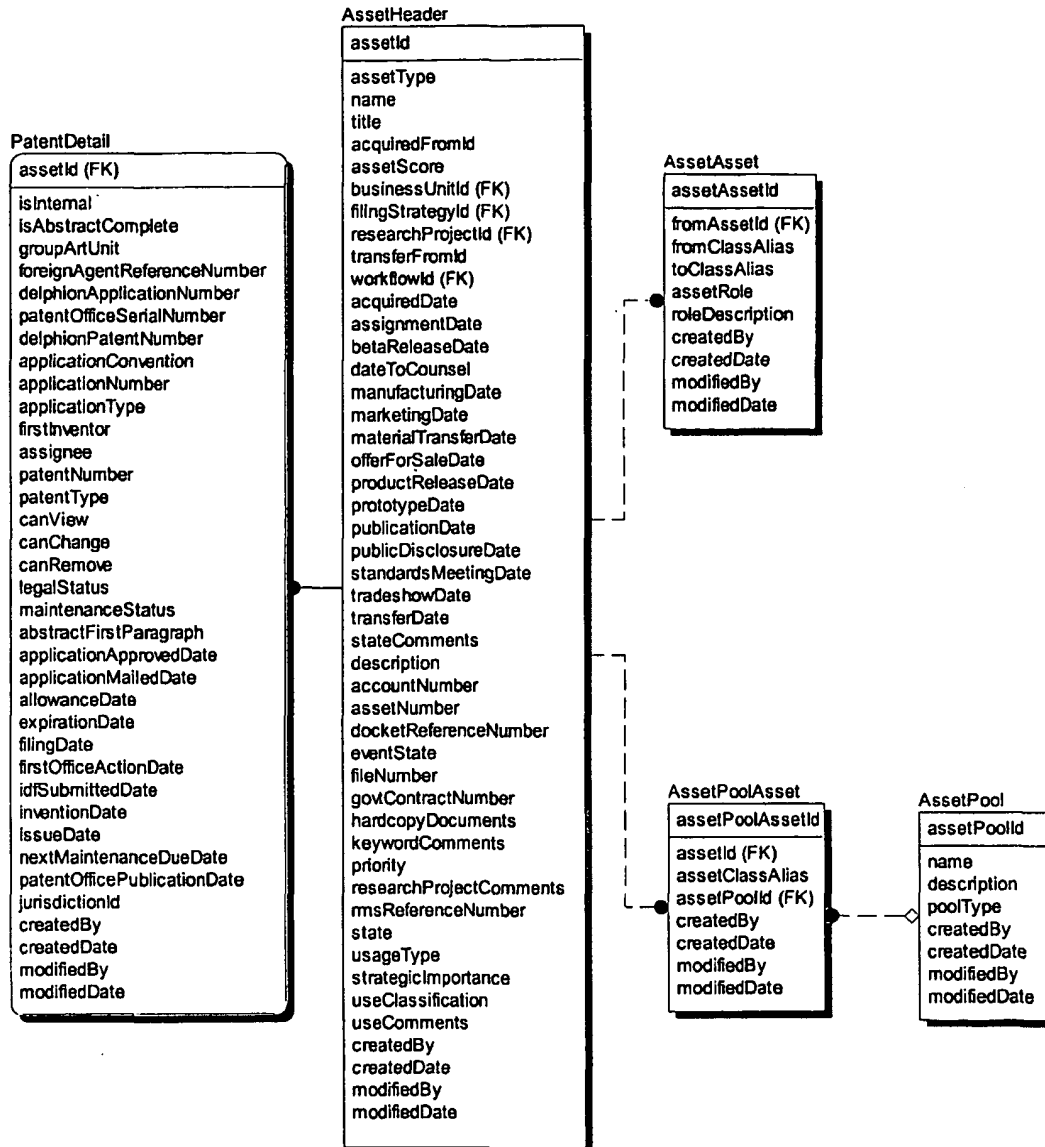 AssetHeader
assetId
assetType
name
title
acquiredFromId
assetScore
businessUnitId (FK)
filingStrategyId (FK)
researchProjectId (FK)
transferFromId
workflowId (FK)
acquiredDate
assignmentDate
betaReleaseDate
dateToCounsel
manufacturingDate
marketingDate
materialTransferDate
offerForSaleDate
productReleaseDate
prototypeDate
publicationDate
publicDisclosureDate
standardsMeetingDate
tradeshowDate
transferDate
stateComments
description
accountNumber
assetNumber
docketReferenceNumber
eventState
fileNumber
govtContractNumber
hardcopyDocuments
keywordComments
priority
researchProjectComments
rmsReferenceNumber
state
usageType
strategicImportance
useClassification
useComments
createdBy
createdDate
modifiedBy
modifiedDate
PatentDetail
assetId (FK)
isInternal
isAbstractComplete
groupArtUnit
foreignAgentReferenceNumber
delphionApplicationNumber
patentOfficeSerialNumber
delphionPatentNumber
applicationConvention
applicationNumber
applicationType
firstInventor
assignee
patentNumber
patentType
canView
canChange
canRemove
legalStatus
maintenanceStatus
abstractFirstParagraph
applicationApprovedDate
applicationMailedDate
allowanceDate
expirationDate
filingDate
firstOfficeActionDate
idfSubmittedDate
inventionDate
issueDate
nextMaintenanceDueDate
patentOfficePublicationDate
jurisdictionId
createdBy
createdDate
modifiedBy
modifiedDate
AssetAsset
assetAssetId
fromAssetId (FK)
fromClassAlias
toClassAlias
assetRole
roleDescription
createdBy
createdDate
modifiedBy
modifiedDate
AssetPoolAsset
assetPoolAssetId
assetId (FK)
assetClassAlias
assetPoolId (FK)
createdBy
createdDate
modifiedBy
modifiedDate
AssetPool
assetPoolId
name
description
poolType
createdBy
createdDate
modifiedBy
modifiedDate